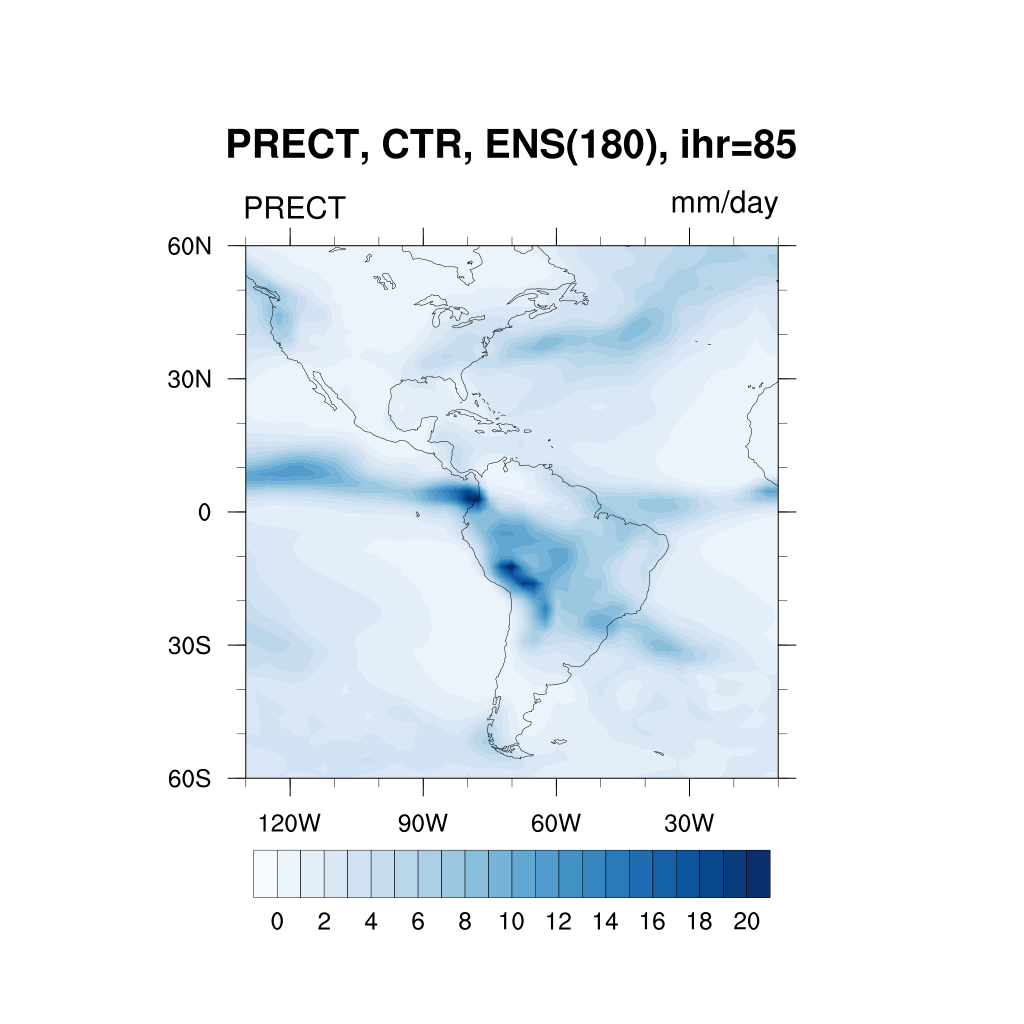 PRECT, CTR, ENS(180), ihr=85
PRECT mm/day
60N
30N
0
30S
60S
120W 90W 60W 30W
0 2 4 6 8 10 12 14 16 18 20